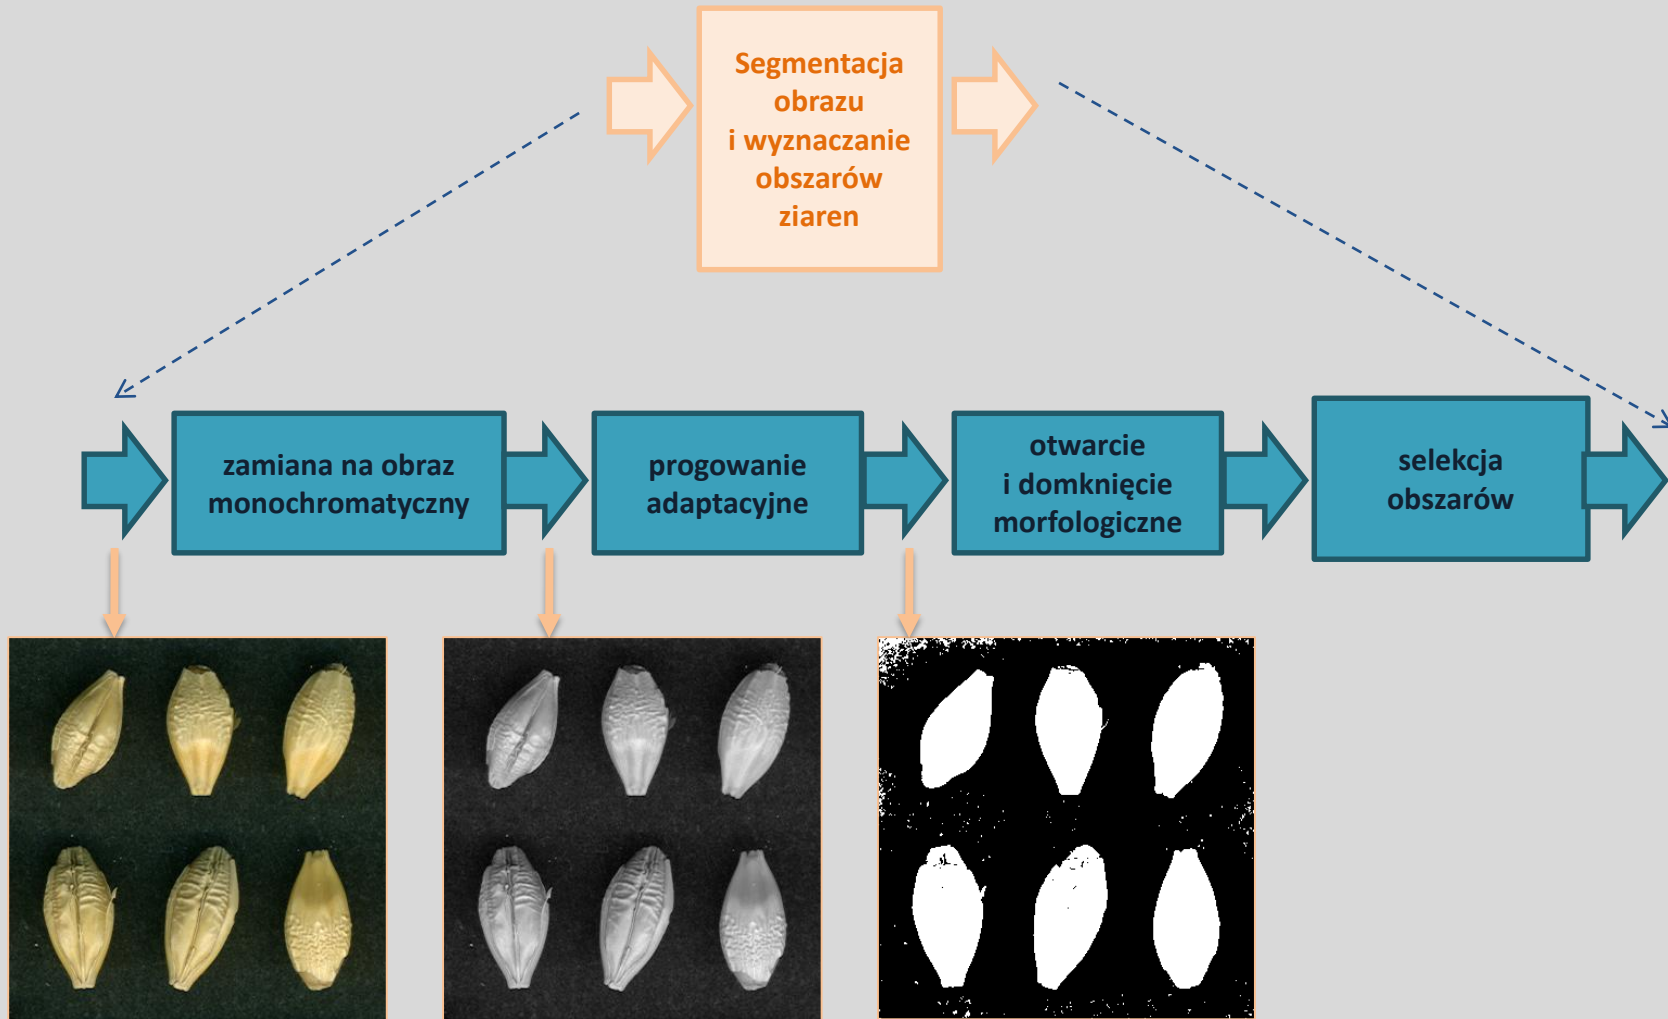 Segmentacja
obrazu
i wyznaczanie
obszarów
ziaren
zamiana na obraz
monochromatyczny
progowanie
adaptacyjne
otwarcie
i domknięcie
morfologiczne
selekcja
obszarów